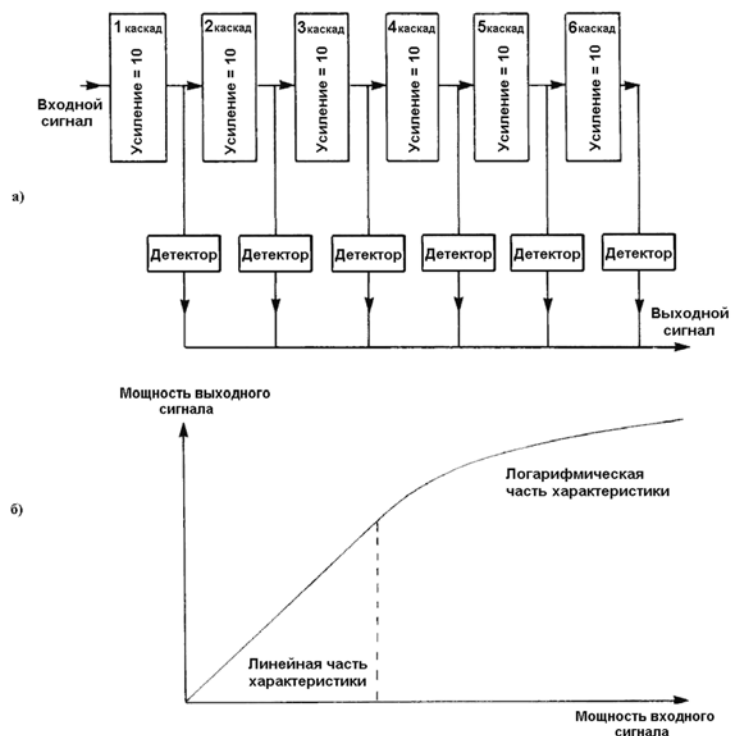 1 каскад
Усиление = 10
2 каскад
Усиление = 10
3 каскад
Усиление = 10
4 каскад
Усиление = 10
5 каскад
Усиление = 10
6 каскад
Усиление = 10
Входной
сигнал
а)
Детектор
Детектор
Детектор
Детектор
Детектор
Детектор
Выходной
сигнал
Мощность выходного
сигнала
Логарифмическая
часть характеристики
б)
Линейная часть
характеристики
Мощность входного
сигнала